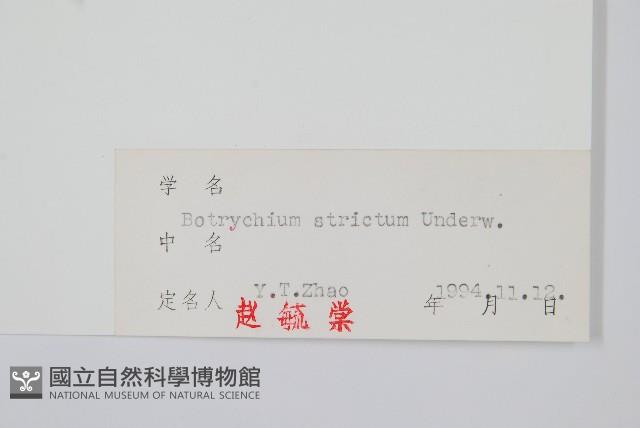 学 名
Botrychium strictum Underw.
中 名
定名人 Y.T.Zhao 1994.11.12.
赵 毓 棠 年 月 日
國立自然科學博物館
NATIONAL MUSEUM OF NATURAL SCIENCE